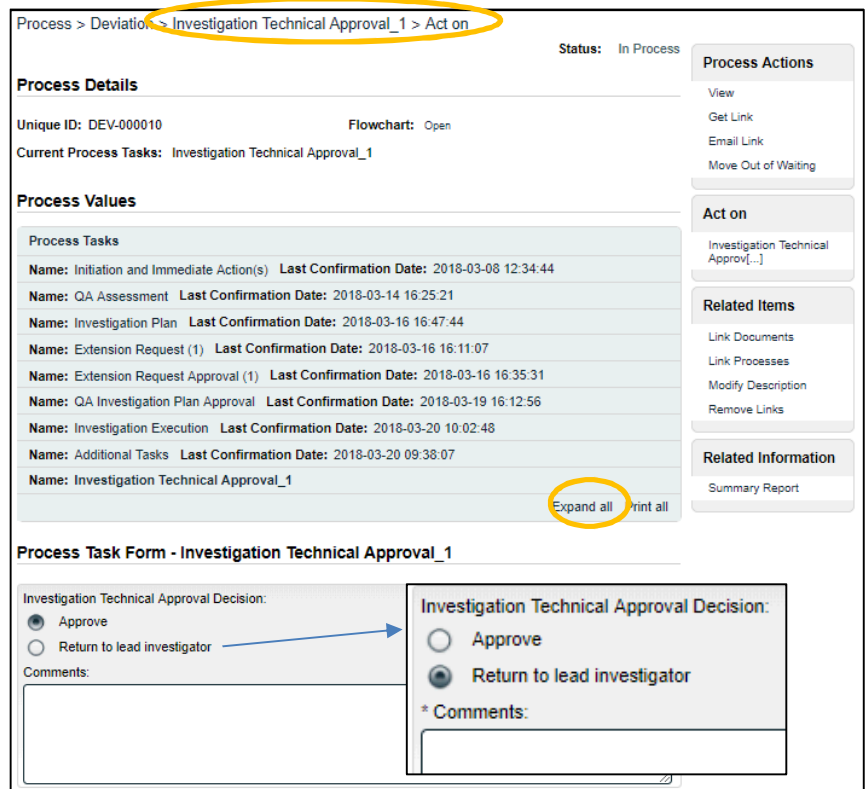 Process > Deviation > Investigation Technical Approval_1 > Act on
Status: In Process
Process Details
Unique ID: DEV-000010 Flowchart: Open
Current Process Tasks: Investigation Technical Approval_1
Process Values
Process Tasks
Name: Initiation and Immediate Action(s) Last Confirmation Date: 2018-03-08 12:34:44
Name: QA Assessment Last Confirmation Date: 2018-03-14 16:25:21
Name: Investigation Plan Last Confirmation Date: 2018-03-16 16:47:44
Name: Extension Request (1) Last Confirmation Date: 2018-03-16 16:11:07
Name: Extension Request Approval (1) Last Confirmation Date: 2018-03-16 16:35:31
Name: QA Investigation Plan Approval Last Confirmation Date: 2018-03-19 16:12:56
Name: Investigation Execution Last Confirmation Date: 2018-03-20 10:02:48
Name: Additional Tasks Last Confirmation Date: 2018-03-20 09:38:07
Name: Investigation Technical Approval_1
Expand all Print all
Process Actions
View
Get Link
Email Link
Move Out of Waiting
Act on
Investigation Technical
Approv[...]
Related Items
Link Documents
Link Processes
Modify Description
Remove Links
Related Information
Summary Report
Process Task Form - Investigation Technical Approval_1
Investigation Technical Approval Decision:
Approve
Return to lead investigator
Comments:
Investigation Technical Approval Decision:
Approve
Return to lead investigator
* Comments: